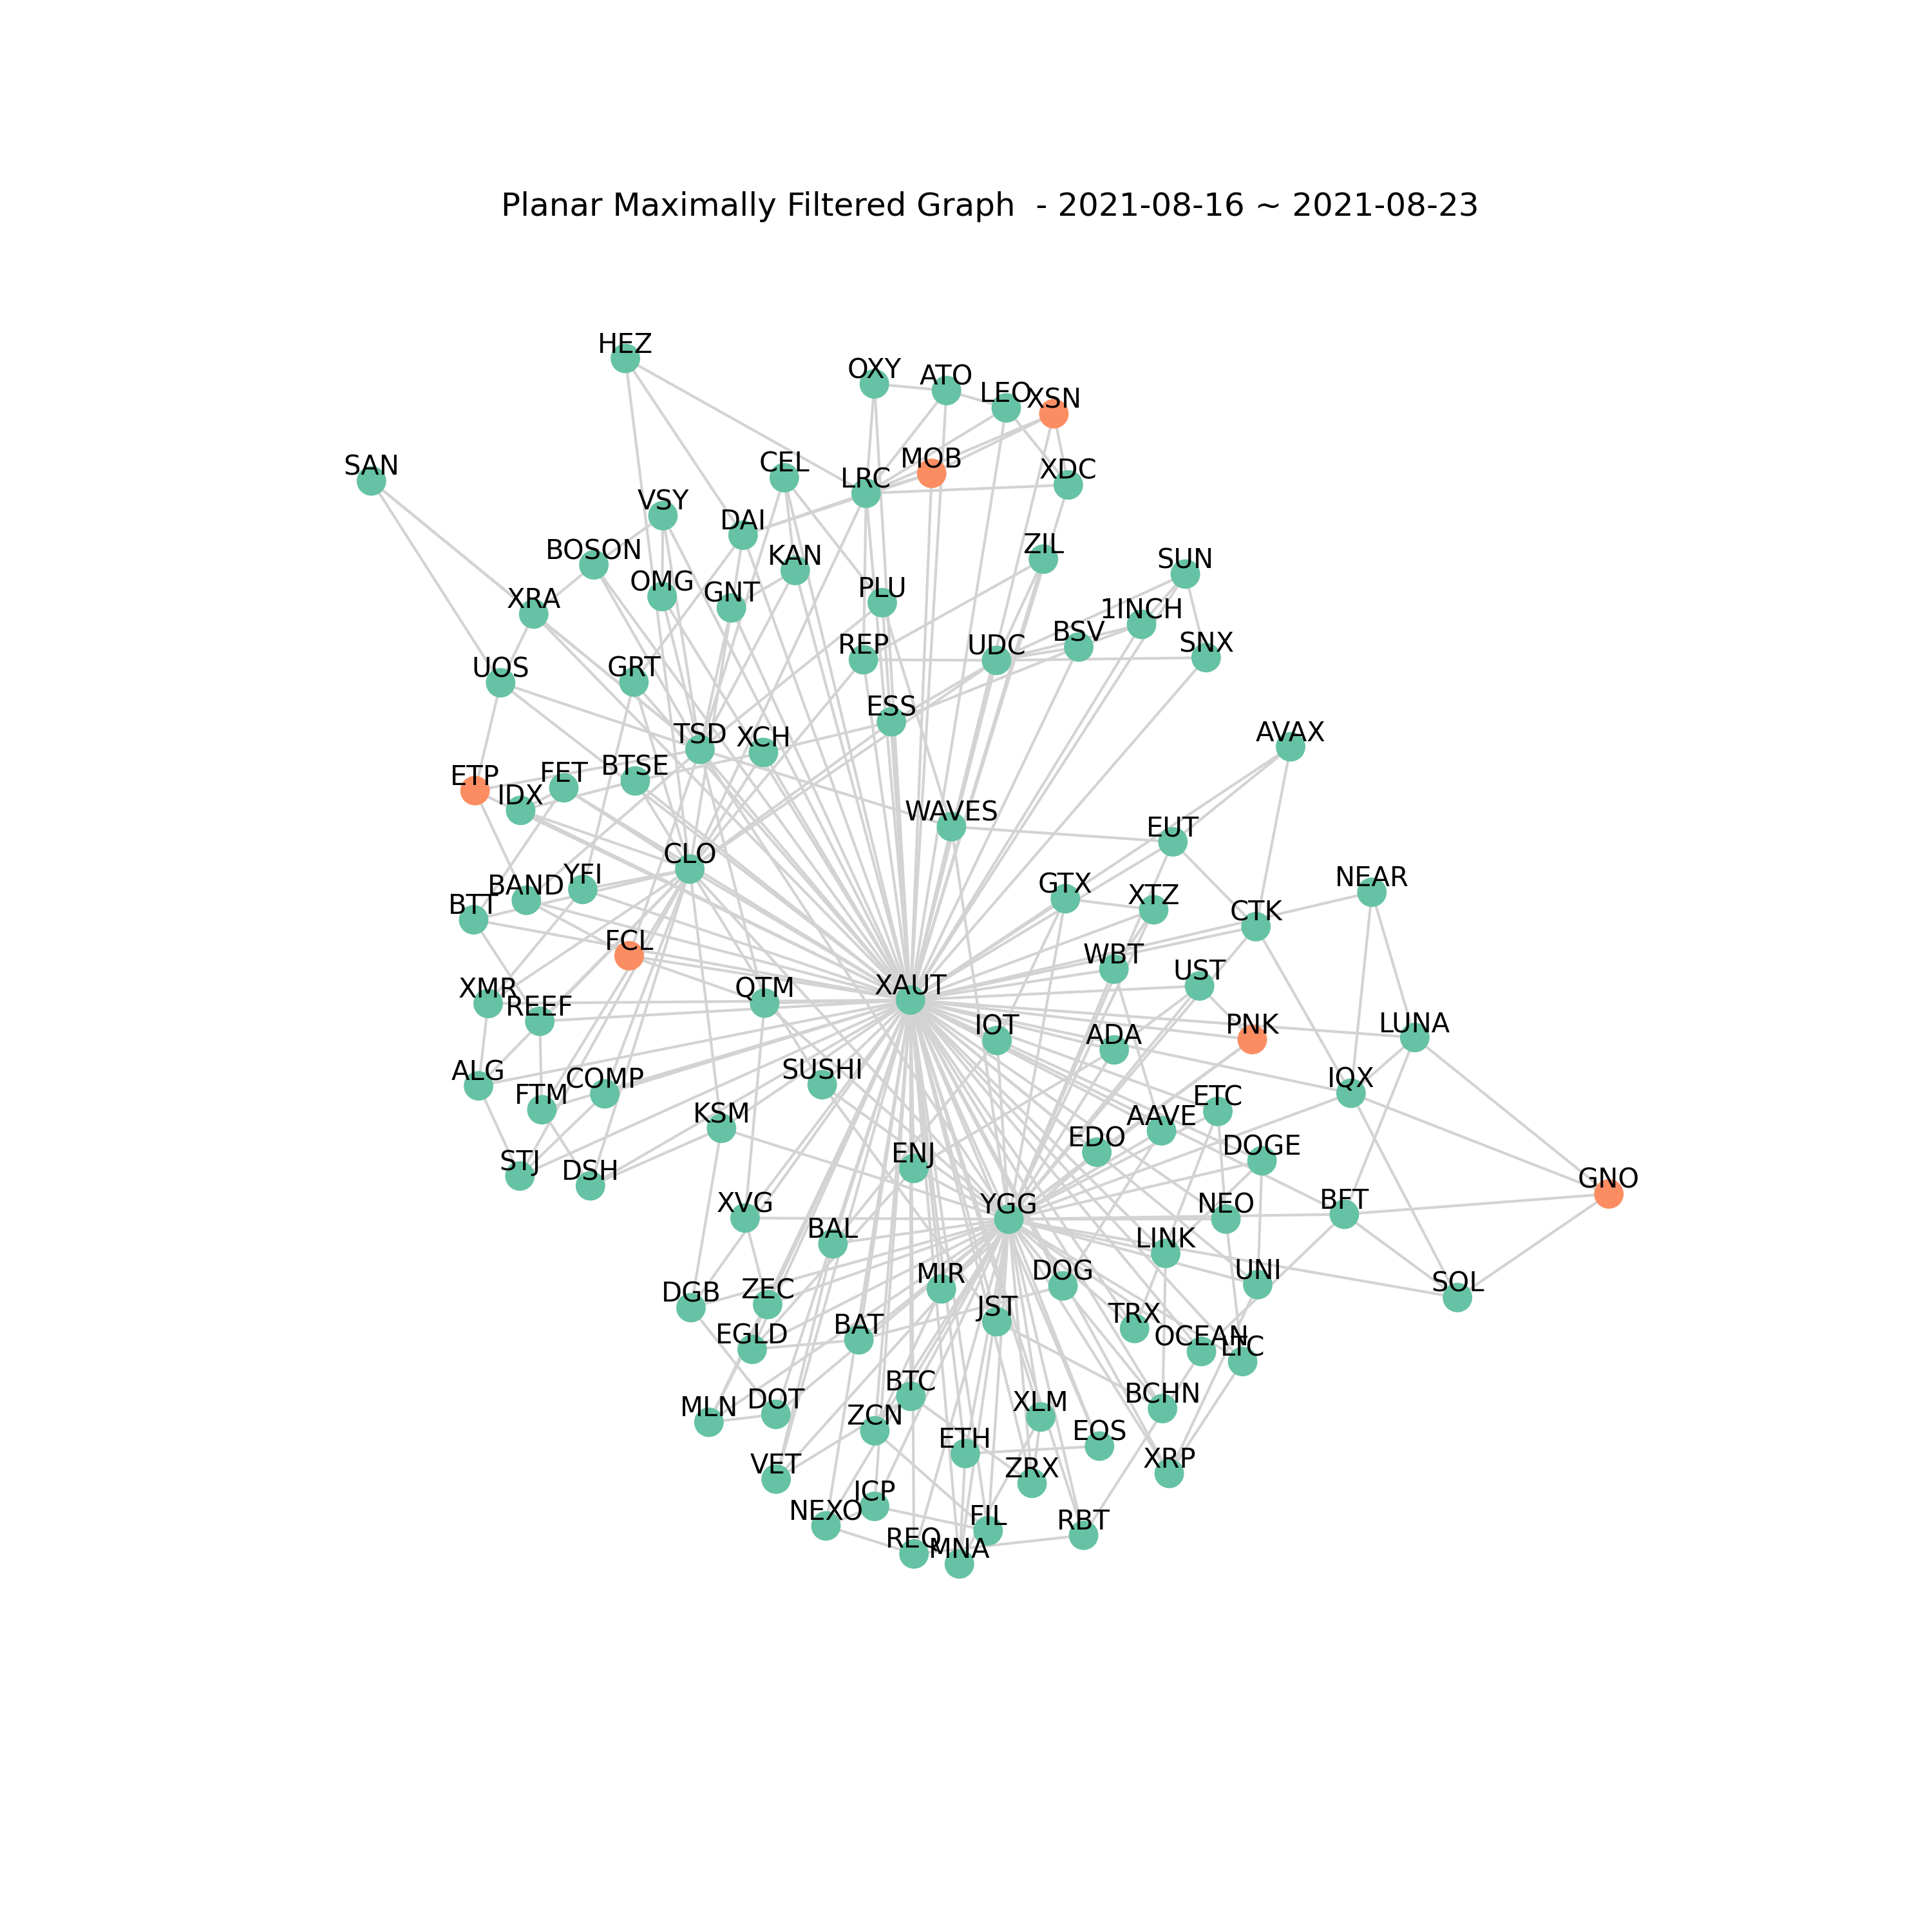 Planar Maximally Filtered Graph  - 2021-08-16 ~ 2021-08-23
HEZ
OXY
ATO
LEO
XSN
SAN
CEL
LRC
MOB
XDC
VSY
DAI
BOSON
KAN
ZIL
SUN
XRA
OMG
GNT
PLU
1INCH
UOS
GRT
REP
UDC
BSV
SNX
ESS
TSD
XCH
AVAX
ETP
FET
BTSE
IDX
WAVES
EUT
CLO
BTT
BAND
YFI
GTX
XTZ
NEAR
CTK
FCL
WBT
UST
XMR
REEF
QTM
XAUT
IOT
ADA
PNK
LUNA
ALG
FTM
COMP
SUSHI
IQX
KSM
ETC
AAVE
STJ
DSH
ENJ
EDO
DOGE
GNO
XVG
BAL
YGG
NEO
BFT
LINK
DGB
ZEC
MIR
DOG
UNI
SOL
EGLD
BAT
JST
TRX
OCEAN
LTC
MLN
DOT
BTC
ZCN
XLM
BCHN
ETH
EOS
VET
ZRX
XRP
NEXO
ICP
REQ
FIL
MNA
RBT